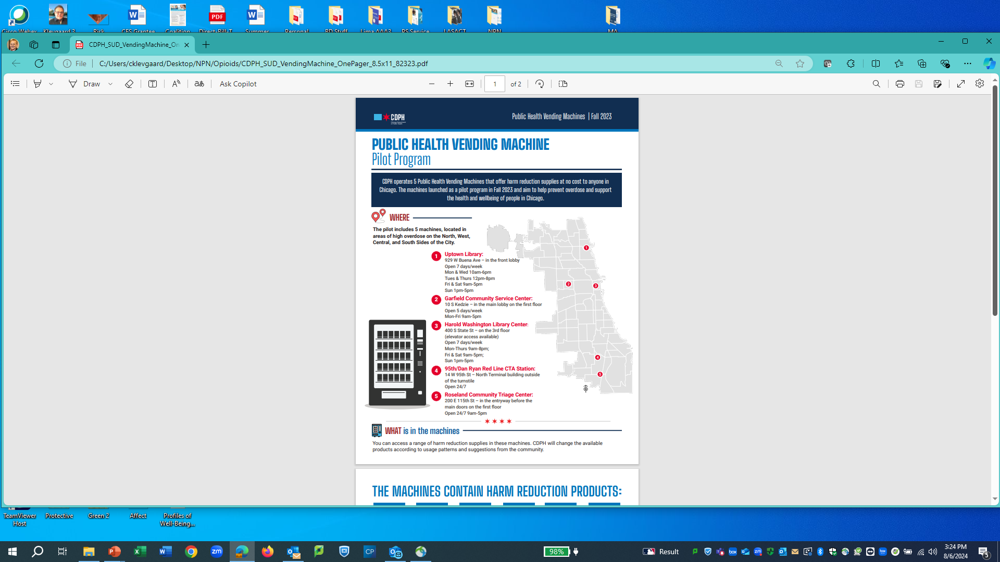 Cisco Webex
Klevgaard 3
Risk
CFS Grantee
Coalition
Direct-Bill-T
Summer
Personal
BD Stuff
Lima AAA3
PS Service
LASACT
NPN
MA
CDPH_SUD_VendingMachine_On
File
C:/Users/cklevgaard/Desktop/NPN/Opioids/CDPH_SUD_VendingMachine_OnePager_8.5x11_82323.pdf
Draw
Ask Copilot
1 of 2
CDPH
Public Health Vending Machines | Fall 2023
PUBLIC HEALTH VENDING MACHINE
Pilot Program
CDPH operates 5 Public Health Vending Machines that offer harm reduction supplies at no cost to anyone in
Chicago. The machines launched as a pilot program in Fall 2023 and aim to help prevent overdose and support
the health and wellbeing of people in Chicago.
WHERE
The pilot includes 5 machines, located in
areas of high overdose on the North, West,
Central, and South Sides of the City.
1 Uptown Library:
929 W Buena Ave – in the front lobby
Open 7 days/week
Mon & Wed 10am-6pm
Tues & Thurs 12pm-8pm
Fri & Sat 9am-5pm
Sun 1pm-5pm
2 Garfield Community Service Center:
10 S Kedzie – in the main lobby on the first floor
Open 5 days/week
Mon-Fri 9am-5pm
3 Harold Washington Library Center:
400 S State St – on the 3rd floor
(elevator access available)
Open 7 days/week
Mon-Thurs 9am-8pm;
Fri & Sat 9am-5pm;
Sun 1pm-5pm
4 95th/Dan Ryan Red Line CTA Station:
14 W 95th St – North Terminal building outside
of the turnstile
Open 24/7
5 Roseland Community Triage Center:
200 E 115th St – in the entryway before the
main doors on the first floor
Open 24/7 9am-5pm
1
2
3
4
5
WHAT is in the machines
You can access a range of harm reduction supplies in these machines. CDPH will change the available
products according to usage patterns and suggestions from the community.
THE MACHINES CONTAIN HARM REDUCTION PRODUCTS:
TeamViewer
Host
Protective
Green 2
Affect
Profiles of
Well-Being...
98%
Result
3:24 PM
8/6/2024
5